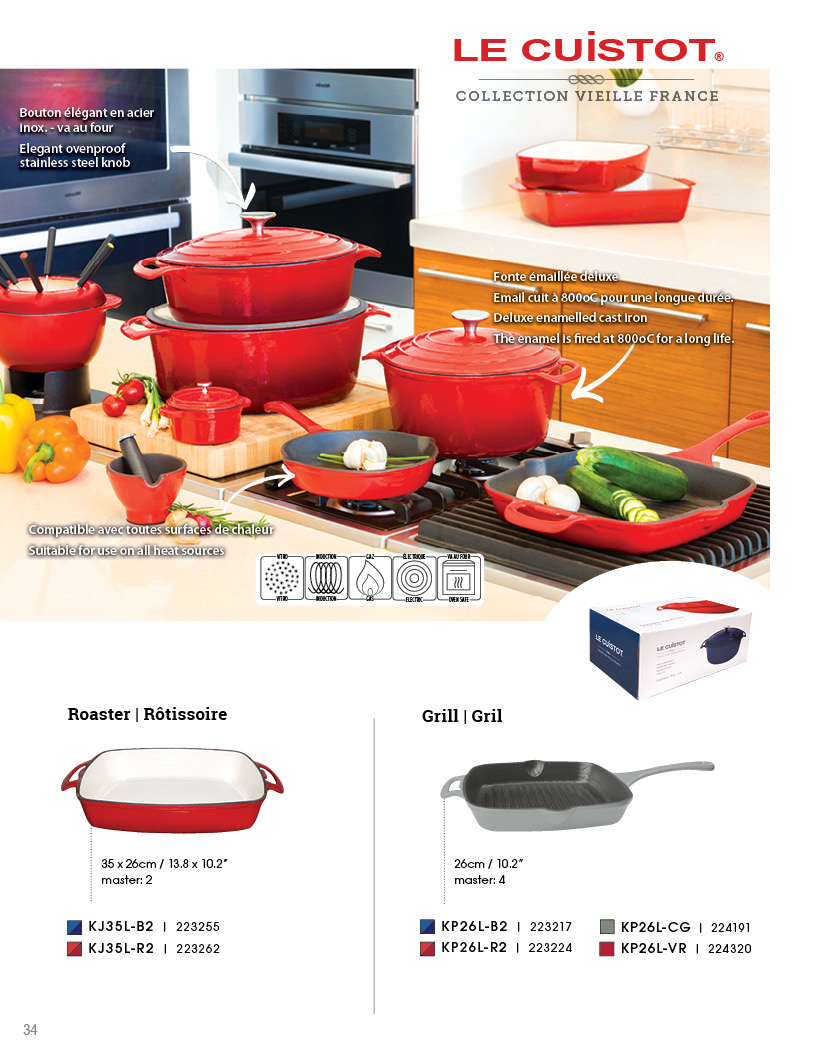 LE CUiSTOT®
COLLECTION VIEILLE FRANCE
Bouton élégant en acier
inox. - va au four
Elegant ovenproof
stainless steel knob
Fonte émaillée deluxe
Email cuit à 800oC pour une longue durée.
Deluxe enamelled cast iron
The enamel is fired at 800oC for a long life.
Compatible avec toutes surfaces de chaleur
Suitable for use on all heat sources
VITRO INDUCTION GAZ ÉLECTRIQUE VA AU FOUR
VITRO INDUCTION GAS ELECTRIC OVEN SAFE
LE CUiSTOT
LE CUiSTOT
LE CUiSTOT
Roaster | Rôtissoire
35 x 26cm / 13.8 x 10.2”
master: 2
KJ35L-B2 | 223255
KJ35L-R2 | 223262
Grill | Gril
26cm / 10.2”
master: 4
KP26L-B2 | 223217
KP26L-R2 | 223224
KP26L-CG | 224191
KP26L-VR | 224320
34